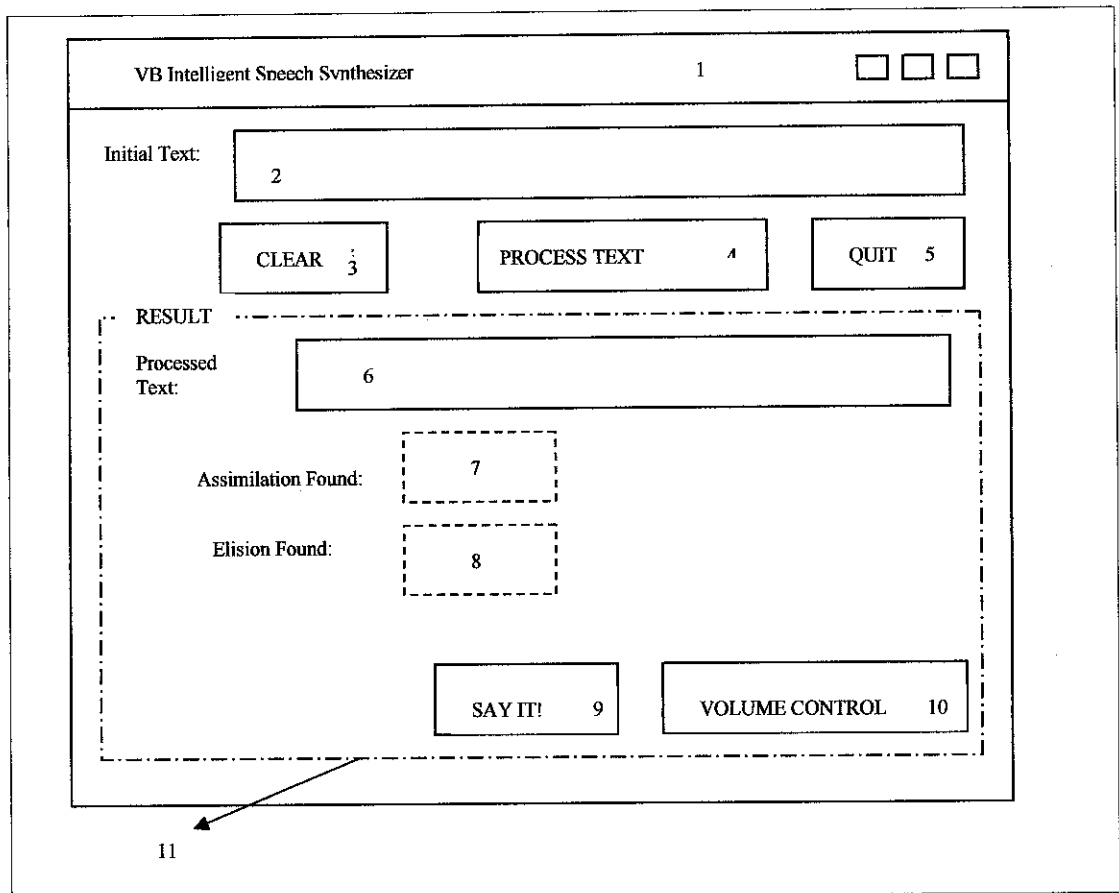 VB Intelligent Speech Synthesizer 1
Initial Text:
2
CLEAR 3
PROCESS TEXT 4
QUIT 5
RESULT
Processed
Text:
6
Assimilation Found: 7
Elision Found: 8
SAY IT! 9
VOLUME CONTROL 10
11